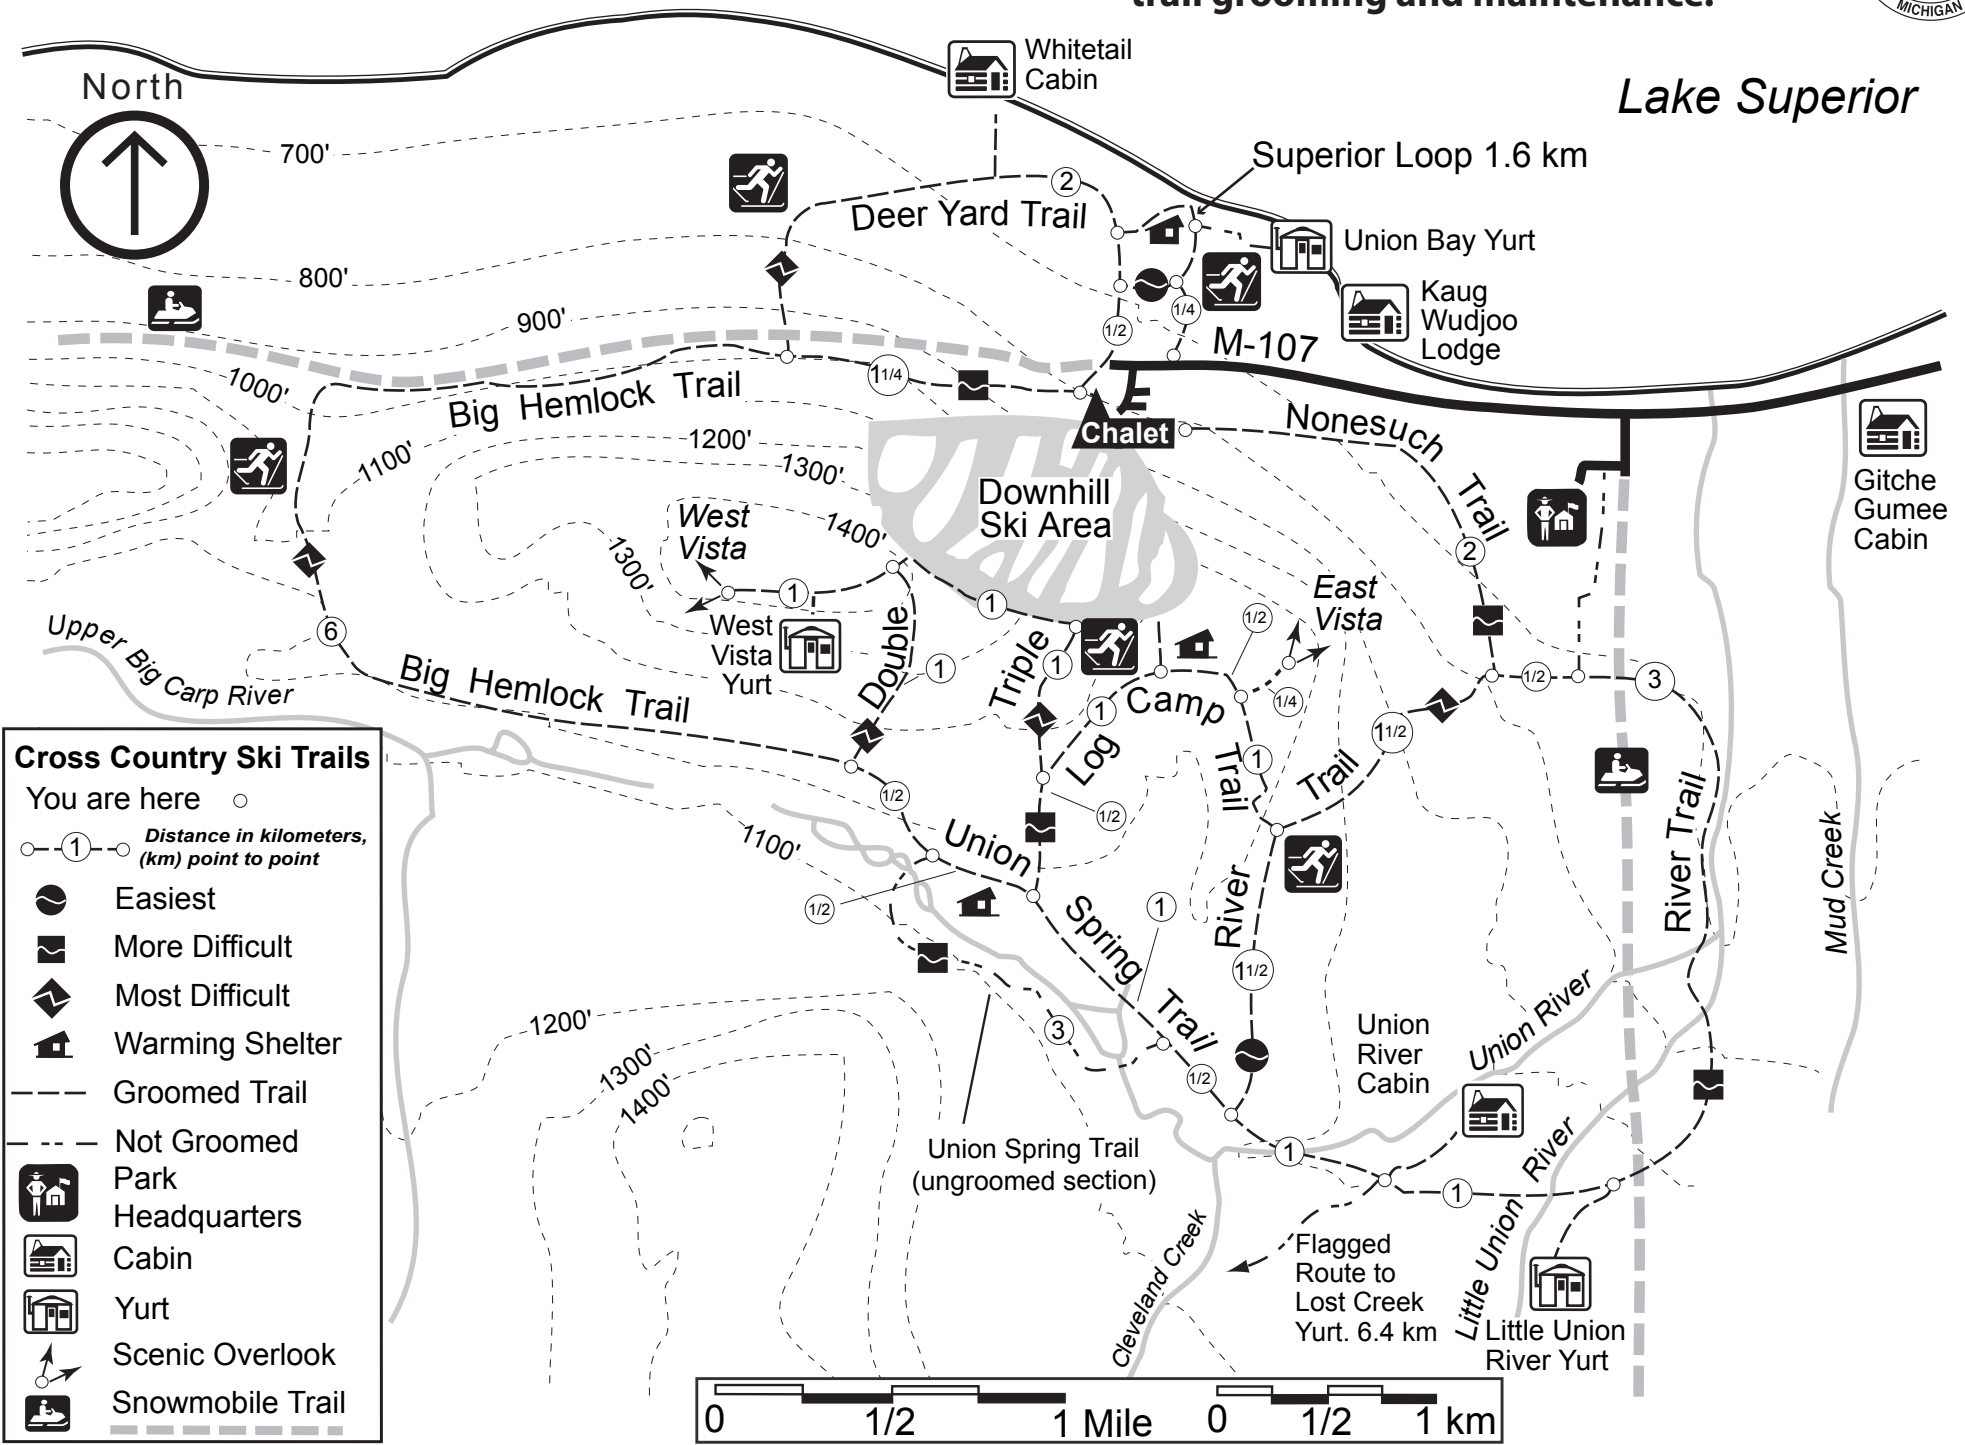 trail grooming and maintenance.
MICHIGAN
North
Whitetail
Cabin
Lake Superior
700'
Superior Loop 1.6 km
2
Deer Yard Trail
Union Bay Yurt
800'
Kaug
Wudjoo
Lodge
1/4
900'
1/2
M-107
1000'
1 1/4
Big Hemlock Trail
Chalet
Nonesuch Trail
1100'
1200'
1300'
Downhill
Ski Area
Gitche
Gumee
Cabin
West
Vista
1400'
1300'
2
East
Vista
1
1
West
Vista
Yurt
Double
1
Triple
1
1/2
1/4
6
Upper Big Carp River
Big Hemlock Trail
1/2
3
Log Camp Trail
1
1
1 1/2
Trail
1/2
1/2
River Trail
Mud Creek
1100'
Union Spring Trail
1/2
1
River
1 1/2
3
1/2
Union
River
Cabin
Union River
1200'
1300'
1400'
Union Spring Trail
(ungroomed section)
1
1
Little Union River
Cleveland Creek
Flagged
Route to
Lost Creek
Yurt. 6.4 km
Little Union
River Yurt
Cross Country Ski Trails
You are here
1
Distance in kilometers,
(km) point to point
Easiest
More Difficult
Most Difficult
Warming Shelter
Groomed Trail
Not Groomed
Park
Headquarters
Cabin
Yurt
Scenic Overlook
Snowmobile Trail
0 1/2 1 Mile
0 1/2 1 km